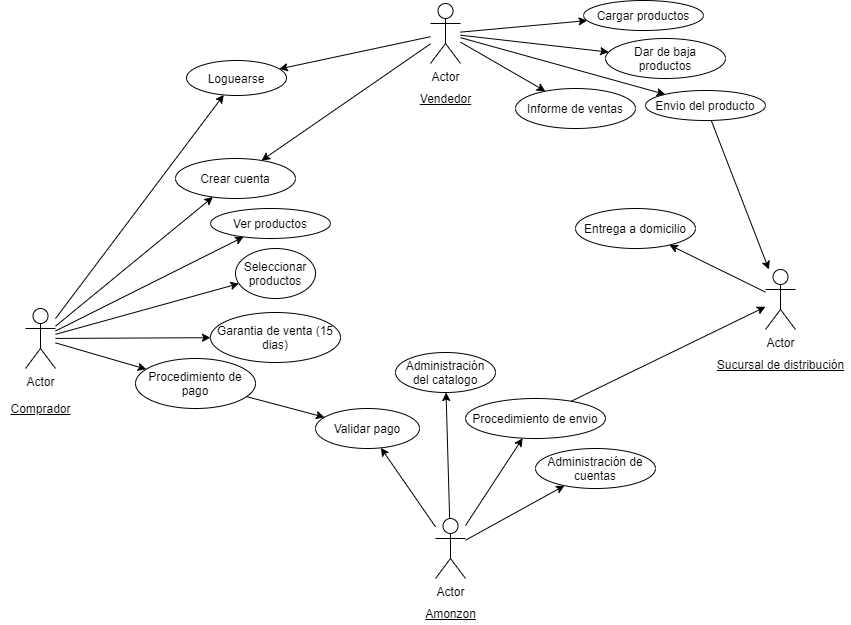 Cargar productos
Dar de baja
productos
Loguearse
Actor
Vendedor
Informe de ventas
Envio del producto
Crear cuenta
Ver productos
Entrega a domicilio
Seleccionar
productos
Garantia de venta (15
dias)
Actor
Sucursal de distribución
Actor
Comprador
Procedimiento de
pago
Administración
del catalogo
Validar pago
Procedimiento de envio
Administración de
cuentas
Actor
Amonzon